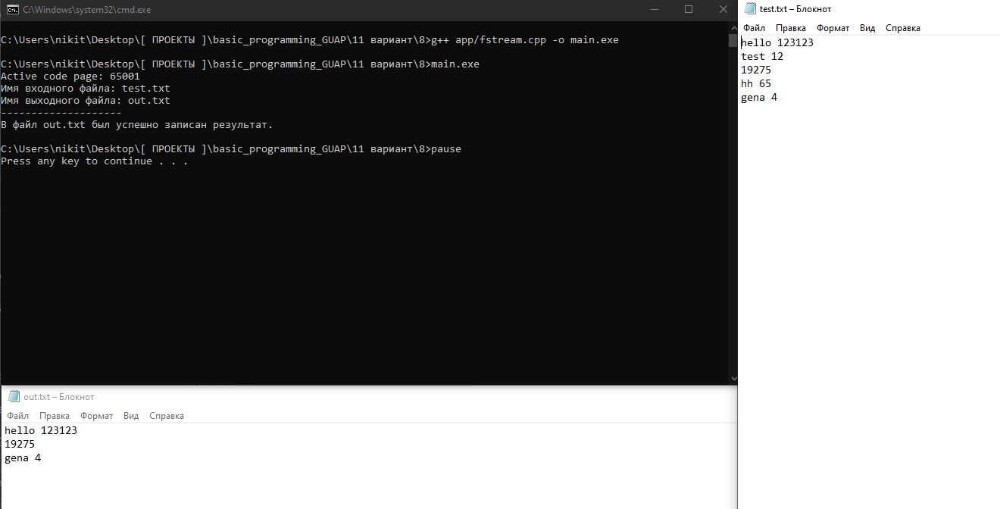 C:\Windows\system32\cmd.exe
C:\Users\nikit\Desktop\[ ПРОЕКТЫ ]\basic_programming_GUAP\11 вариант\8>g++ app/fstream.cpp -o main.exe
C:\Users\nikit\Desktop\[ ПРОЕКТЫ ]\basic_programming_GUAP\11 вариант\8>main.exe
Active code page: 65001
Имя входного файла: test.txt
Имя выходного файла: out.txt
--------------------
В файл out.txt был успешно записан результат.
C:\Users\nikit\Desktop\[ ПРОЕКТЫ ]\basic_programming_GUAP\11 вариант\8>pause
Press any key to continue . . .
test.txt – Блокнот
Файл Правка Формат Вид Справка
hello 123123
test 12
19275
hh 65
gena 4
out.txt – Блокнот
Файл Правка Формат Вид Справка
hello 123123
19275
gena 4